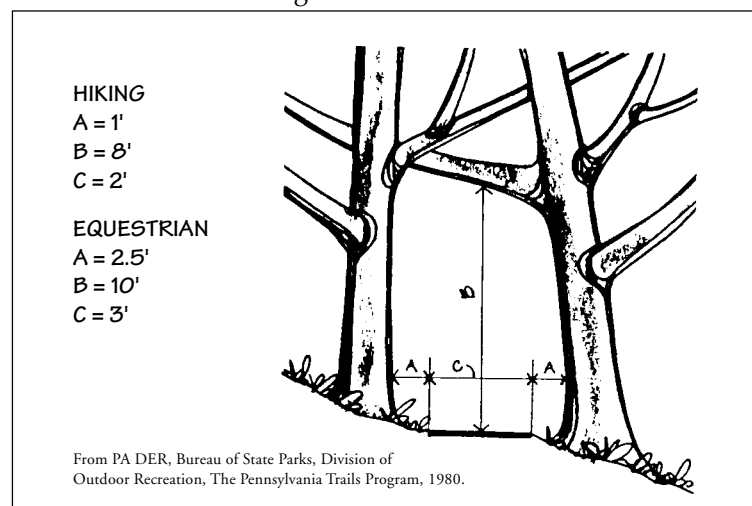 HIKING
A = 1'
B = 8'
C = 2'
EQUESTRIAN
A = 2.5'
B = 10'
C = 3'
B
A
C
A
From PA DER, Bureau of State Parks, Division of
Outdoor Recreation, The Pennsylvania Trails Program, 1980.